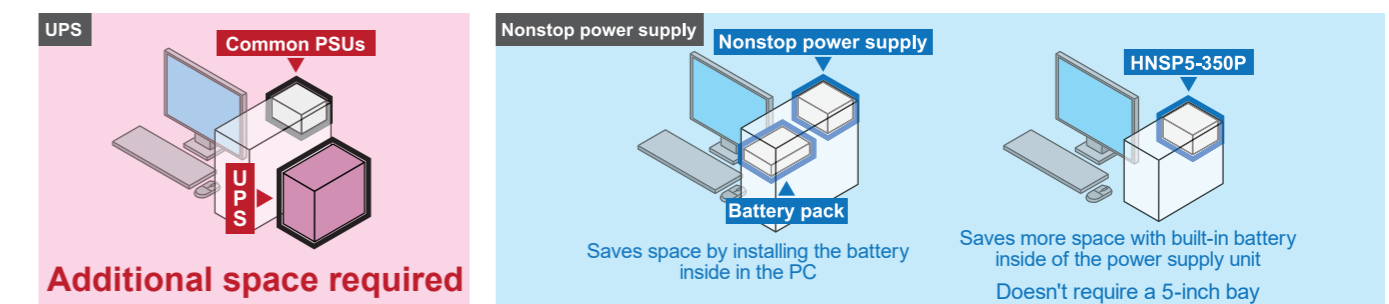 UPS
Common PSUs
UPS
Additional space required
Nonstop power supply
Nonstop power supply
Battery pack
Saves space by installing the battery
inside in the PC
HNSP5-350P
Saves more space with built-in battery
inside of the power supply unit
Doesn't require a 5-inch bay